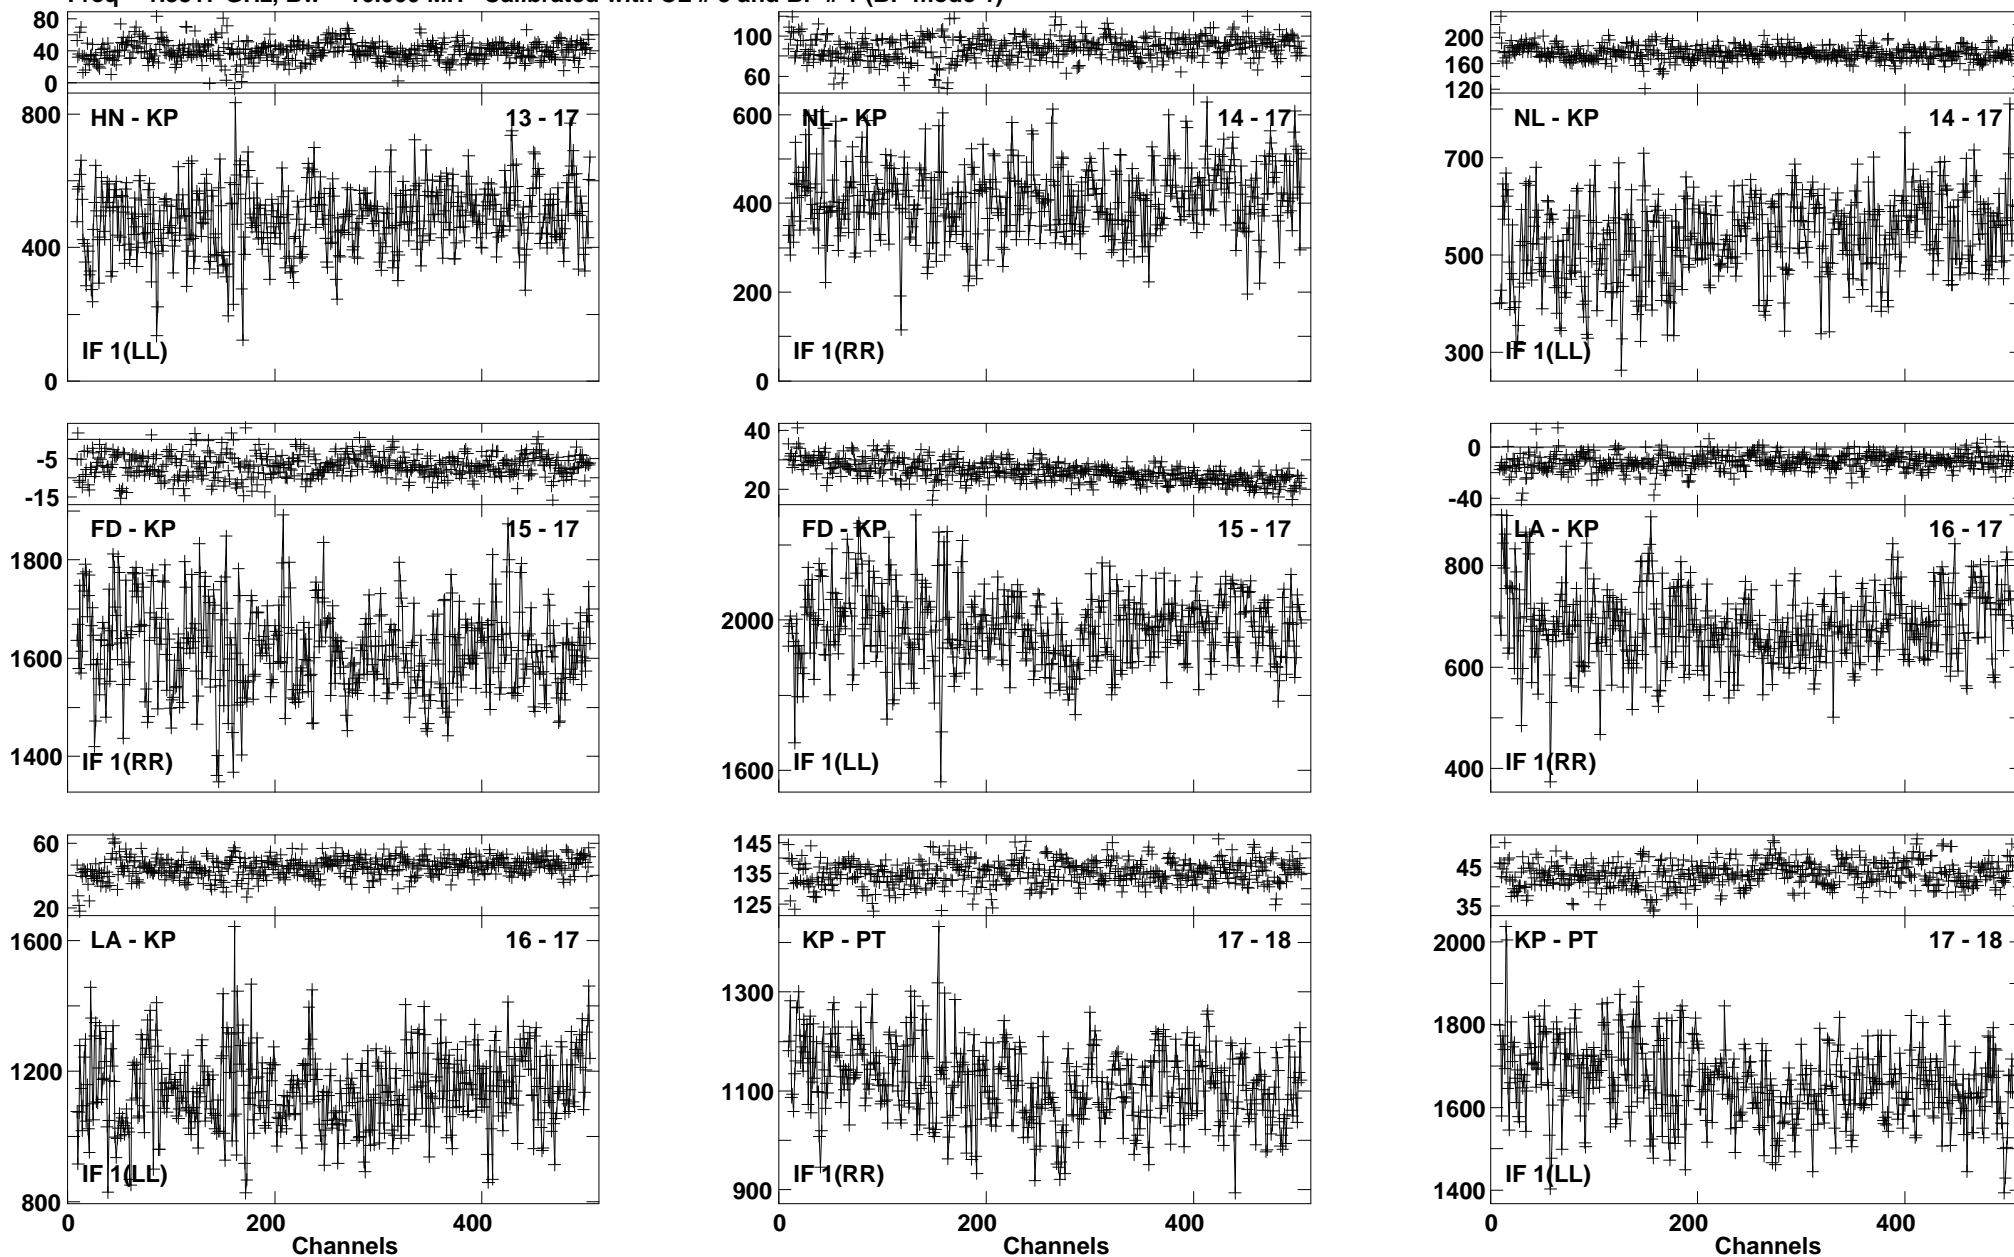 80
40
0
100
60
200
160
120
HN - KP 13 - 17
NL - KP 14 - 17
NL - KP 14 - 17
800
400
0
600
400
200
0
700
500
300
IF 1(LL)
IF 1(RR)
IF 1(LL)
-5
-15
40
20
0
-40
FD - KP 15 - 17
FD - KP 15 - 17
LA - KP 16 - 17
1800
1600
1400
2000
1600
800
600
400
IF 1(RR)
IF 1(LL)
IF 1(RR)
60
20
145
135
125
45
35
LA - KP 16 - 17
KP - PT 17 - 18
KP - PT 17 - 18
1600
1200
800
1300
1100
900
2000
1800
1600
1400
IF 1(LL)
IF 1(RR)
IF 1(LL)
0 200 400
0 200 400
0 200 400
Channels
Channels
Channels